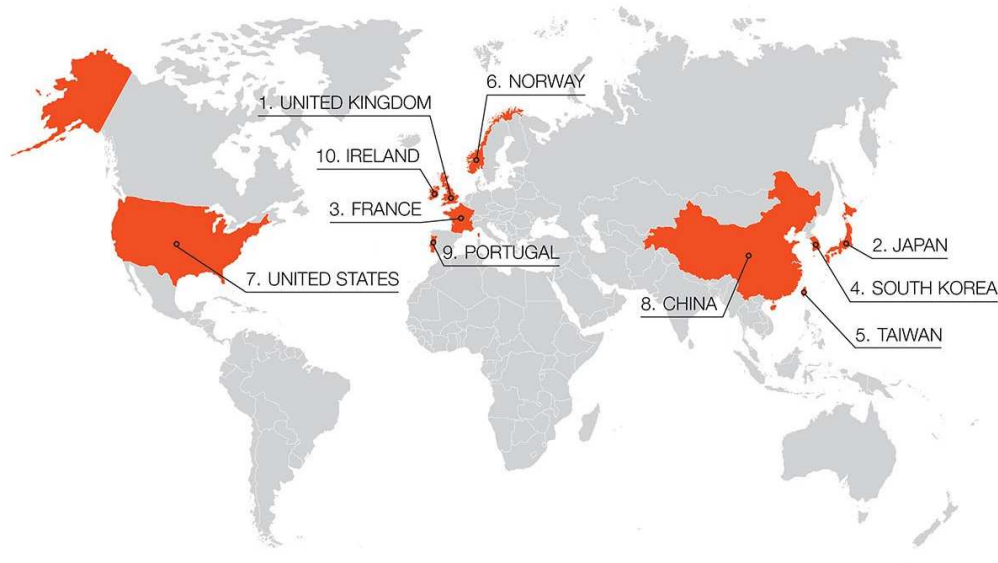 6. NORWAY
1. UNITED KINGDOM
10. IRELAND
3. FRANCE
9. PORTUGAL
7. UNITED STATES
2. JAPAN
4. SOUTH KOREA
8. CHINA
5. TAIWAN